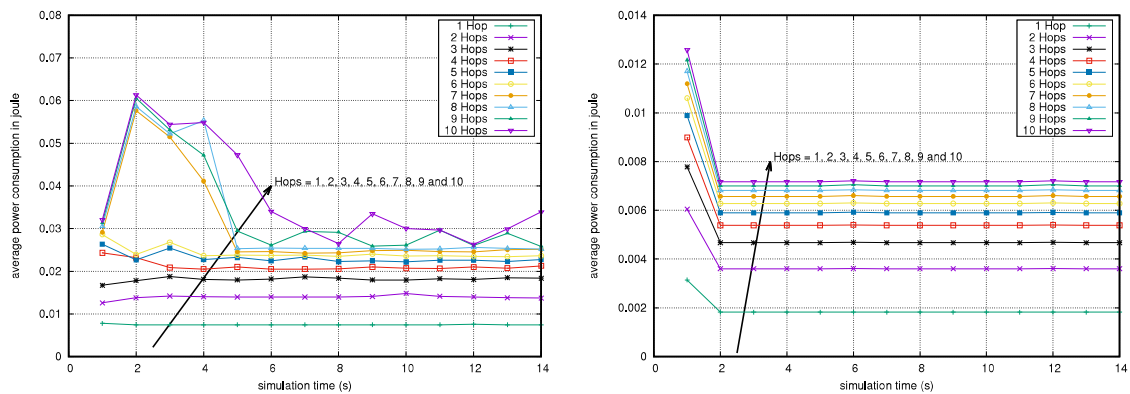 0.08
0.07
0.06
0.05
0.04
0.03
0.02
0.01
0
0
2
4
6
8
10
12
14
average power consumption in joule
simulation time (s)
Hops = 1, 2, 3, 4, 5, 6, 7, 8, 9 and 10
1 Hop
2 Hops
3 Hops
4 Hops
5 Hops
6 Hops
7 Hops
8 Hops
9 Hops
10 Hops
0.014
0.012
0.01
0.008
0.006
0.004
0.002
0
0
2
4
6
8
10
12
14
average power consumption in joule
simulation time (s)
Hops = 1, 2, 3, 4, 5, 6, 7, 8, 9 and 10
1 Hop
2 Hops
3 Hops
4 Hops
5 Hops
6 Hops
7 Hops
8 Hops
9 Hops
10 Hops